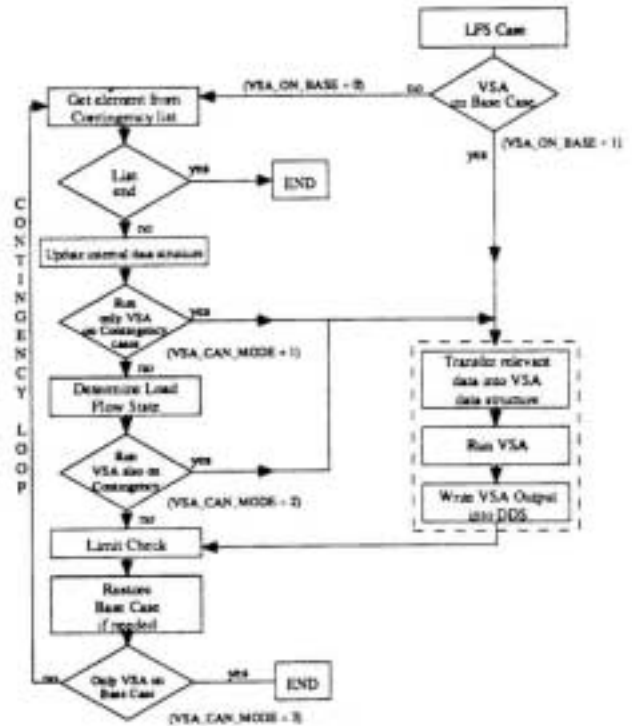 LFS Case
VSA
on Base Case
no
(VSA_ON_BASE = 0)
yes
(VSA_ON_BASE = 1)
Get element from
Contingency list
List
end
yes
END
no
Update internal data structure
Run
only VSA
on Contingency
cases
yes
(VSA_CAN_MODE = 1)
no
Determine Load
Flow State
Run
VSA also on
Contingency
yes
(VSA_CAN_MODE = 2)
no
Limit Check
Restore
Base Case
if needed
Only VSA on
Base Case
yes
END
no
(VSA_CAN_MODE = 3)
Transfer relevant
data into VSA
data structure
Run VSA
Write VSA Output
into DDS
CONTINGENCY LOOP